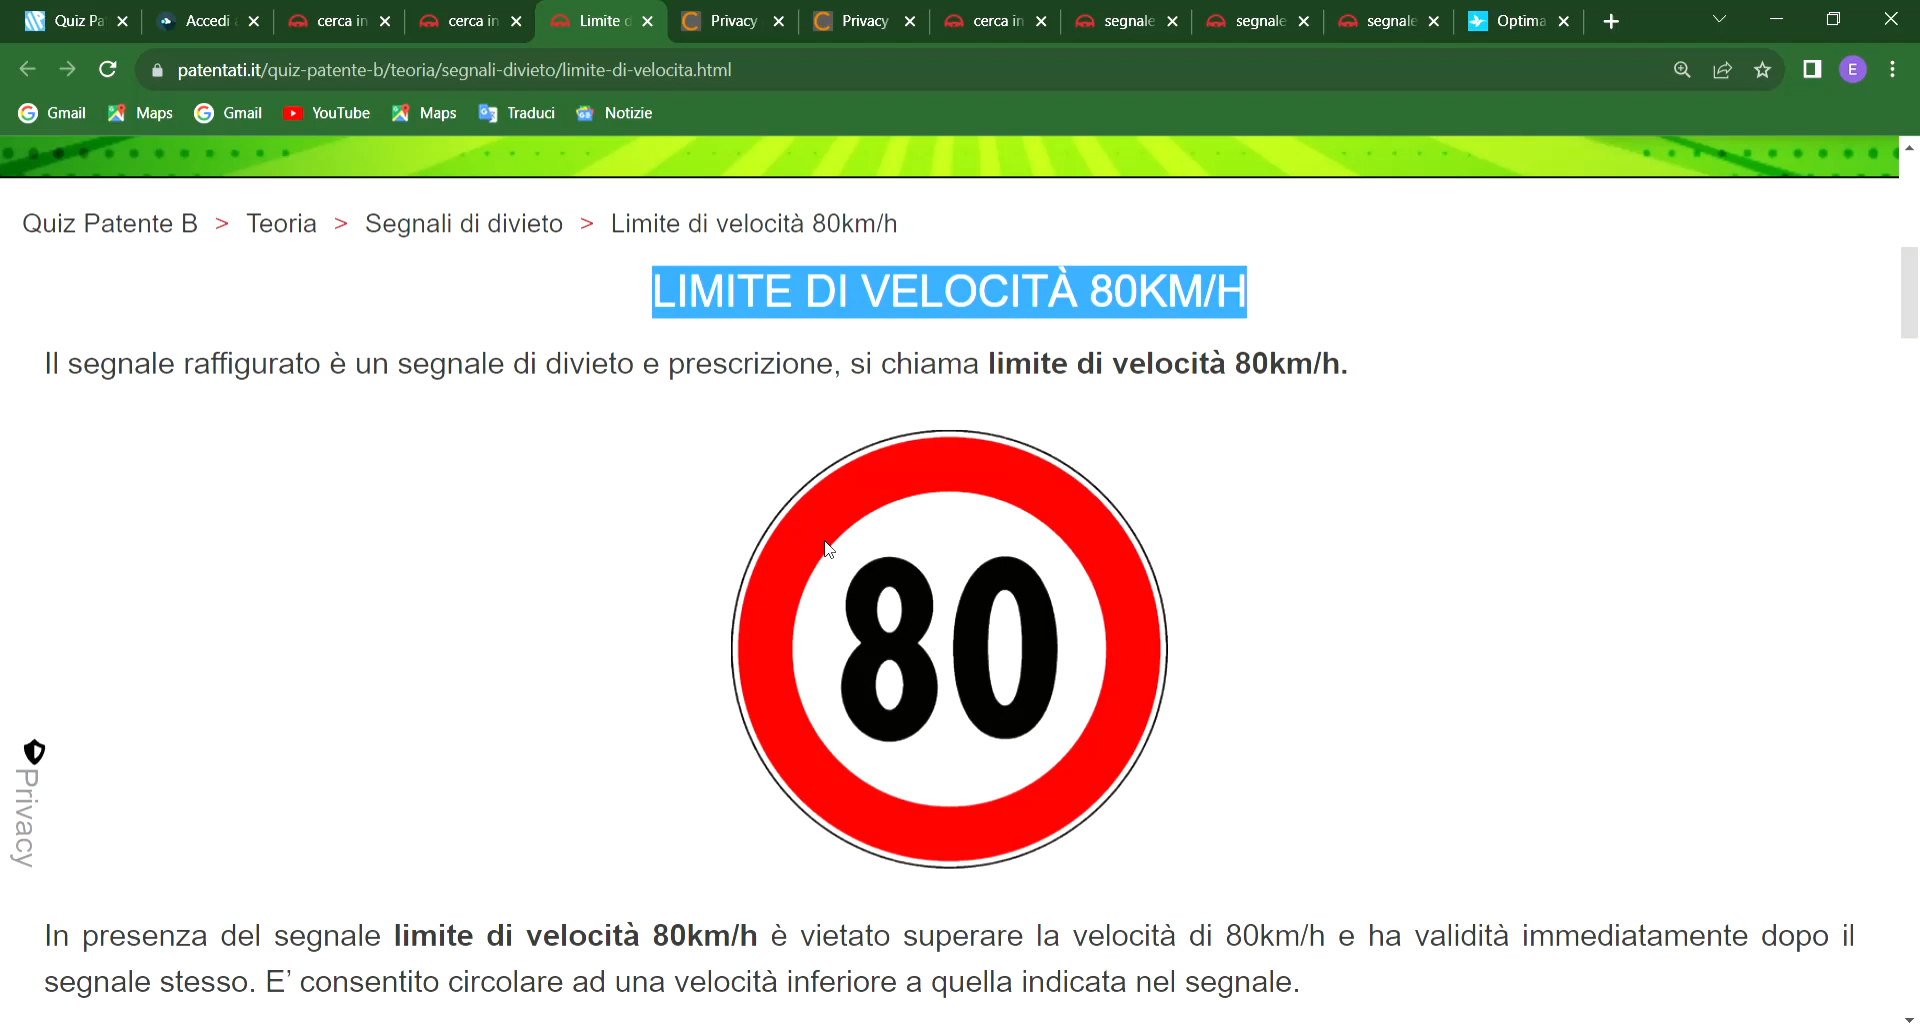 Quiz Pa
Accedi
cerca in
cerca in
Limite d
Privacy
Privacy
cerca in
segnale
segnale
segnale
Optima
patentati.it/quiz-patente-b/teoria/segnali-divieto/limite-di-velocita.html
E
Gmail Maps Gmail YouTube Maps Traduci Notizie
Quiz Patente B > Teoria > Segnali di divieto > Limite di velocità 80km/h
LIMITE DI VELOCITÀ 80KM/H
Il segnale raffigurato è un segnale di divieto e prescrizione, si chiama limite di velocità 80km/h.
80
Privacy
In presenza del segnale limite di velocità 80km/h è vietato superare la velocità di 80km/h e ha validità immediatamente dopo il
segnale stesso. E’ consentito circolare ad una velocità inferiore a quella indicata nel segnale.